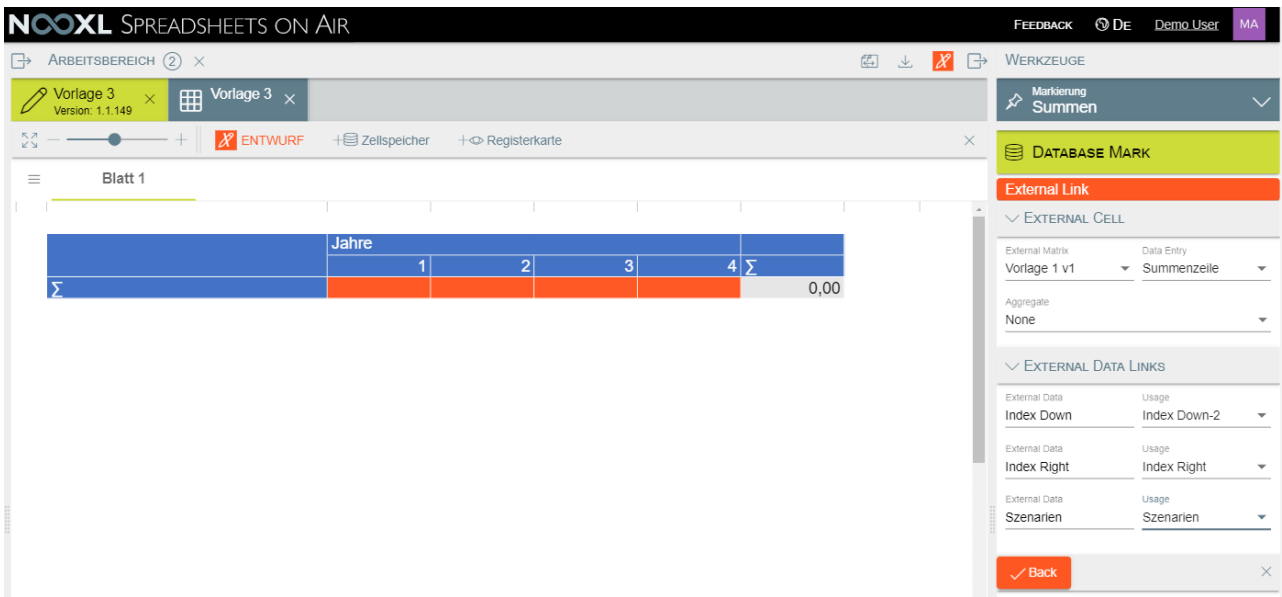 NOOXL SPREADSHEETS ON AIR
FEEDBACK DE Demo User MA
ARBEITSBEREICH 2
Vorlage 3
Version: 1.1.149
Vorlage 3
ENTWURF Zellspeicher Registerkarte
Blatt 1
Jahre
1 2 3 4 Σ
Σ 0,00
WERKZEUGE
Markierung
Summen
DATABASE MARK
External Link
EXTERNAL CELL
External Matrix Data Entry
Vorlage 1 v1 Summenzeile
Aggregate
None
EXTERNAL DATA LINKS
External Data Usage
Index Down Index Down-2
External Data Usage
Index Right Index Right
External Data Usage
Szenarien Szenarien
Back